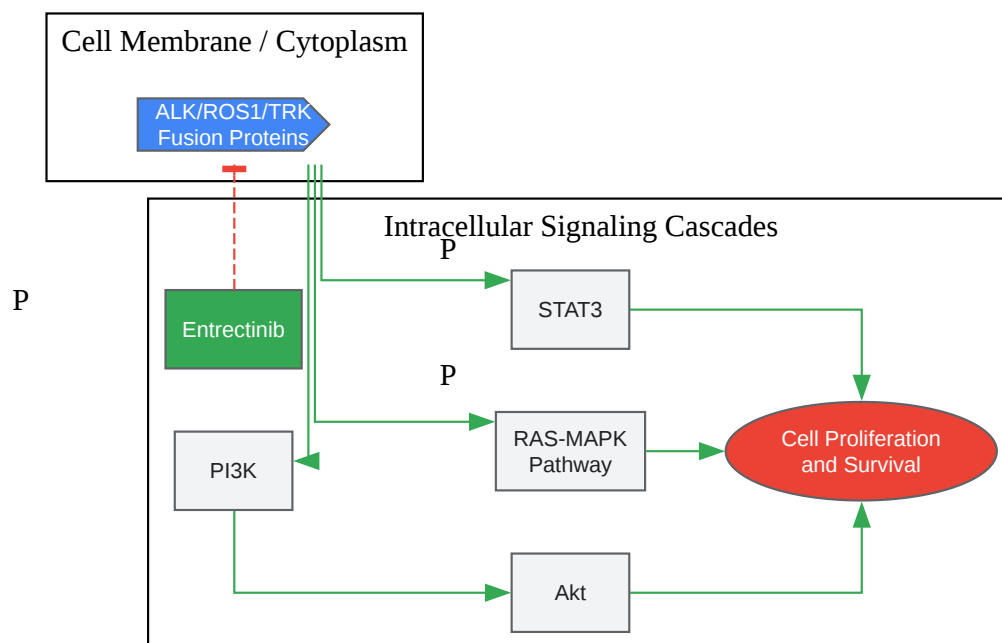 Cell Membrane / Cytoplasm
ALK/ROS1/TRK
Fusion Proteins
Intracellular Signaling Cascades
P
P
STAT3
Entrectinib
P
RAS-MAPK
Pathway
Cell Proliferation
and Survival
PI3K
Akt